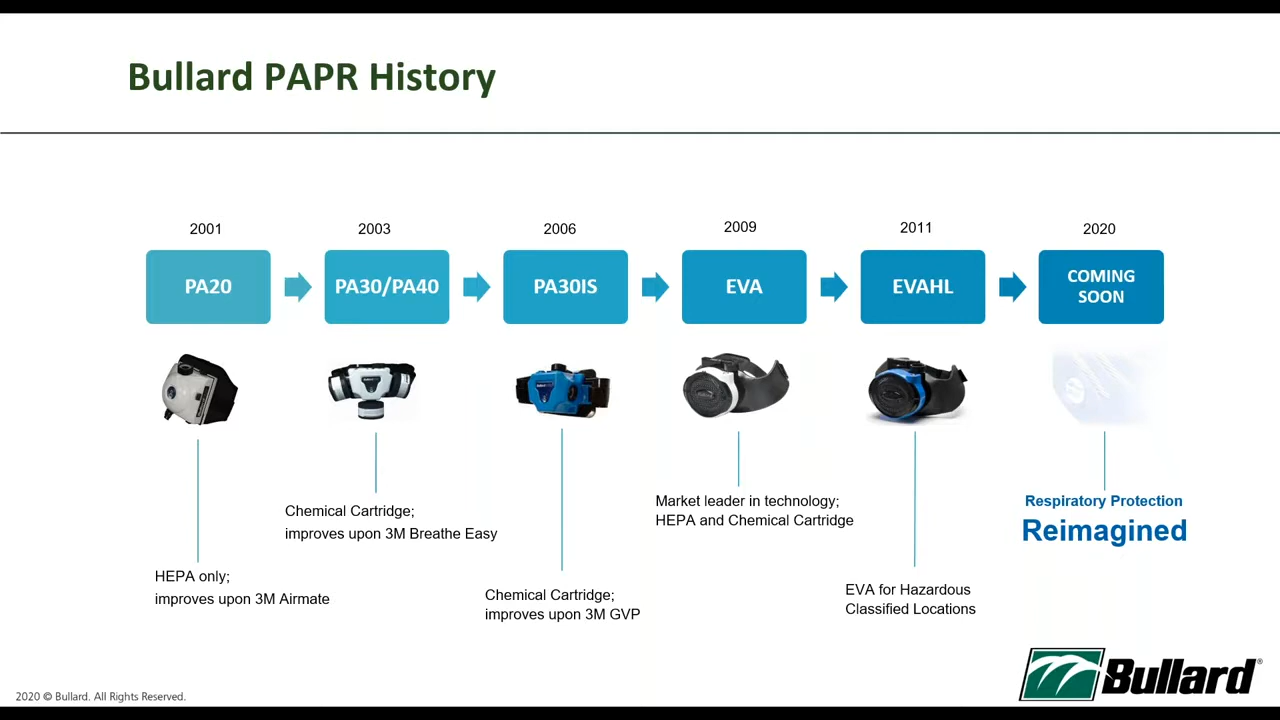 Bullard PAPR History
2001
2003
2006
2009
2011
2020
PA20
PA30/PA40
PA30IS
EVA
EVAHL
COMING
SOON
HEPA only;
improves upon 3M Airmate
Chemical Cartridge;
improves upon 3M Breathe Easy
Chemical Cartridge;
improves upon 3M GVP
Market leader in technology;
HEPA and Chemical Cartridge
EVA for Hazardous
Classified Locations
Respiratory Protection
Reimagined
2020 © Bullard. All Rights Reserved.
Bullard®